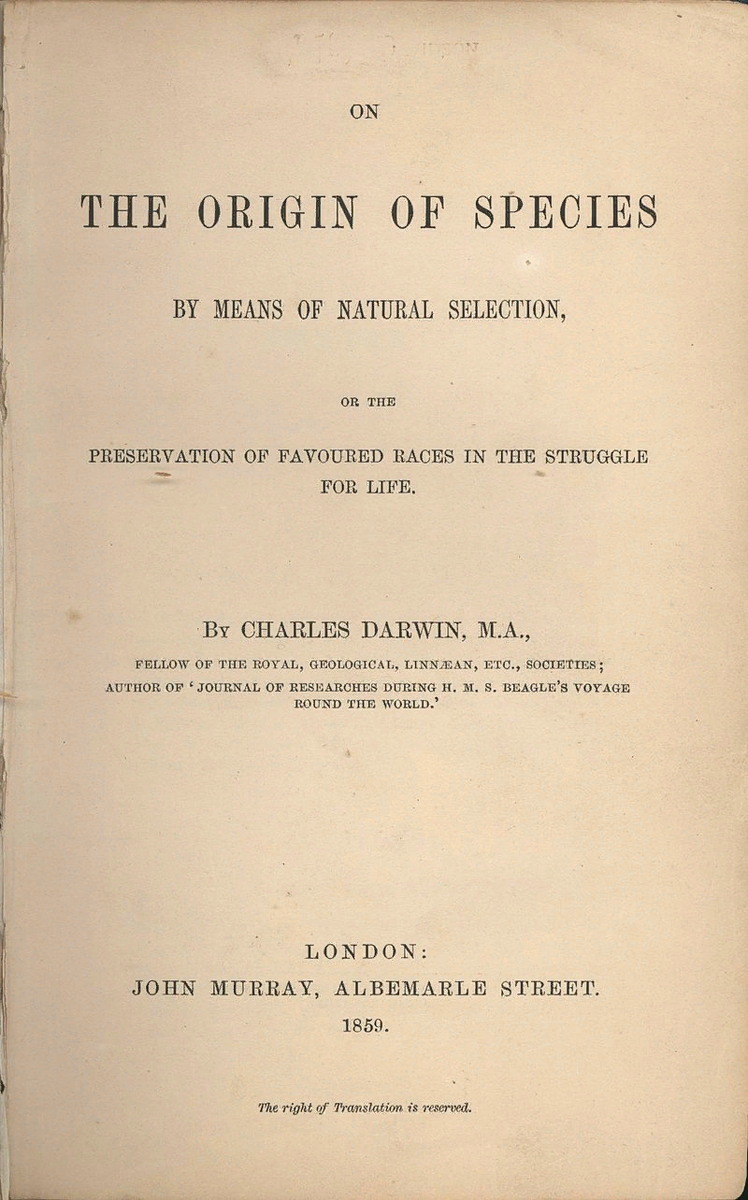 ON
THE ORIGIN OF SPECIES
BY MEANS OF NATURAL SELECTION,
OR THE
PRESERVATION OF FAVOURED RACES IN THE STRUGGLE
FOR LIFE.
By CHARLES DARWIN, M.A.,
FELLOW OF THE ROYAL, GEOLOGICAL, LINNÆAN, ETC., SOCIETIES;
AUTHOR OF ‘JOURNAL OF RESEARCHES DURING H. M. S. BEAGLE’S VOYAGE
ROUND THE WORLD.’
LONDON:
JOHN MURRAY, ALBEMARLE STREET.
1859.
The right of Translation is reserved.